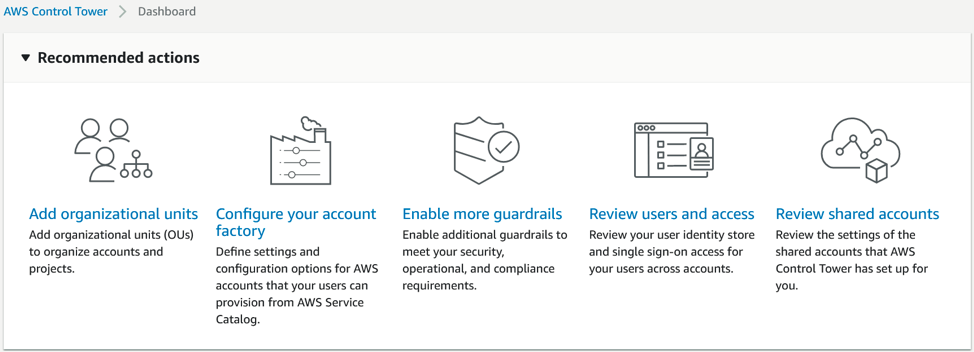 AWS Control Tower > Dashboard
Recommended actions
Add organizational units
Add organizational units (OUs)
to organize accounts and
projects.
Configure your account
factory
Define settings and
configuration options for AWS
accounts that your users can
provision from AWS Service
Catalog.
Enable more guardrails
Enable additional guardrails to
meet your security,
operational, and compliance
requirements.
Review users and access
Review your user identity store
and single sign-on access for
your users across accounts.
Review shared accounts
Review the settings of the
shared accounts that AWS
Control Tower has set up for
you.